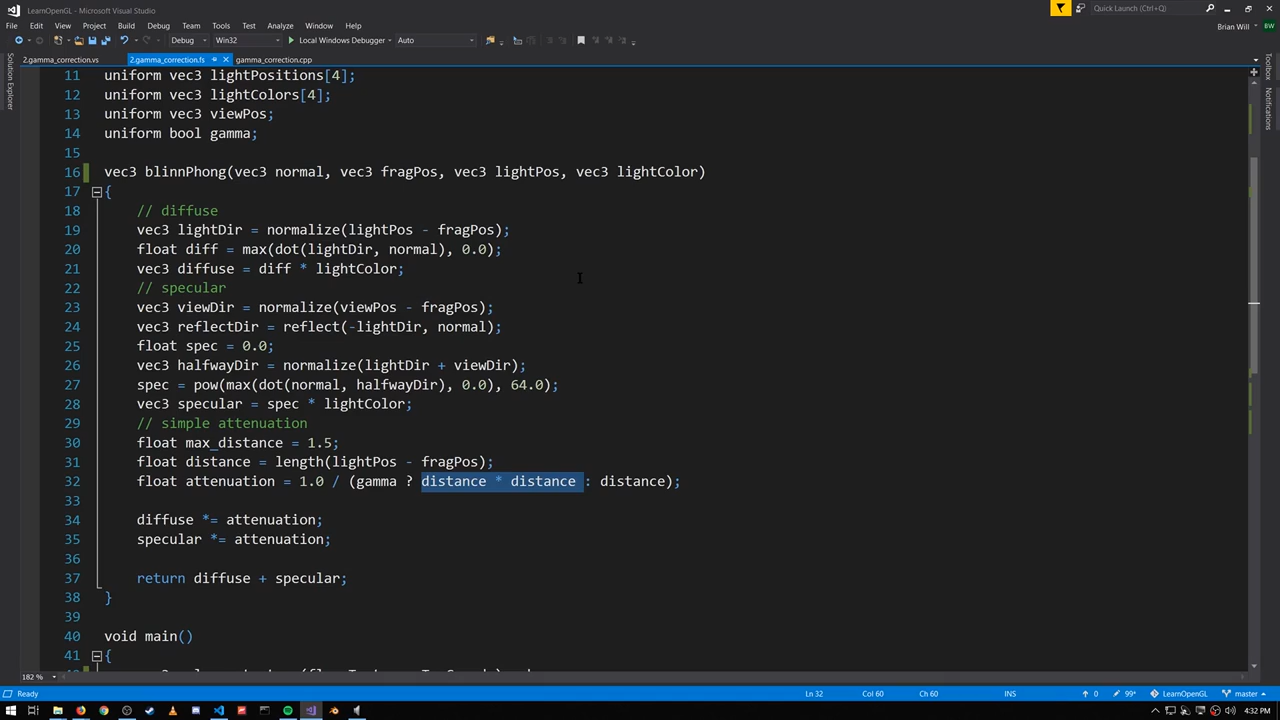 LearnOpenGL - Microsoft Visual Studio
Quick Launch (Ctrl+Q)
File Edit View Project Build Debug Team Tools Test Analyze Window Help
Brian Will
Debug Win32 Local Windows Debugger Auto
2.gamma_correction.vs 2.gamma_correction.fs gamma_correction.cpp
Solution Explorer
Toolbox
Notifications
11 uniform vec3 lightPositions[4];
12 uniform vec3 lightColors[4];
13 uniform vec3 viewPos;
14 uniform bool gamma;
15
16 vec3 blinnPhong(vec3 normal, vec3 fragPos, vec3 lightPos, vec3 lightColor)
17 {
18 // diffuse
19 vec3 lightDir = normalize(lightPos - fragPos);
20 float diff = max(dot(lightDir, normal), 0.0);
21 vec3 diffuse = diff * lightColor;
22 // specular
23 vec3 viewDir = normalize(viewPos - fragPos);
24 vec3 reflectDir = reflect(-lightDir, normal);
25 float spec = 0.0;
26 vec3 halfwayDir = normalize(lightDir + viewDir);
27 spec = pow(max(dot(normal, halfwayDir), 0.0), 64.0);
28 vec3 specular = spec * lightColor;
29 // simple attenuation
30 float max_distance = 1.5;
31 float distance = length(lightPos - fragPos);
32 float attenuation = 1.0 / (gamma ? distance * distance : distance);
33
34 diffuse *= attenuation;
35 specular *= attenuation;
36
37 return diffuse + specular;
38 }
39
40 void main()
41 {
182 %
Ready Ln 32 Col 60 Ch 60 INS 0 99+ LearnOpenGL master
4:32 PM